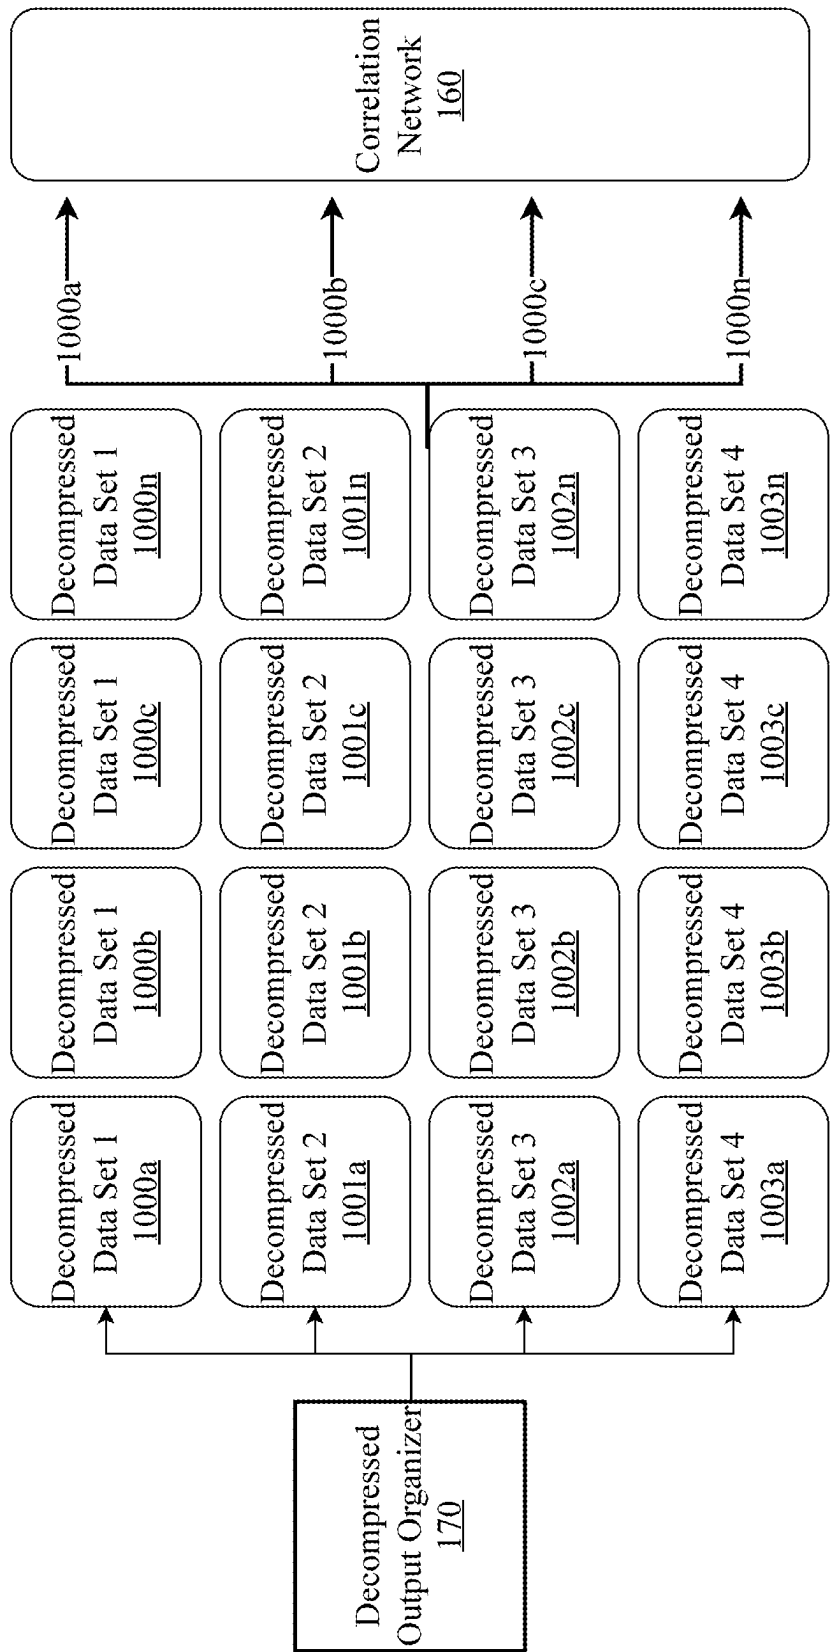 Decompressed
Output Organizer
170
Decompressed
Data Set 1
1000a
Decompressed
Data Set 1
1000b
Decompressed
Data Set 1
1000c
Decompressed
Data Set 1
1000n
Decompressed
Data Set 2
1001a
Decompressed
Data Set 2
1001b
Decompressed
Data Set 2
1001c
Decompressed
Data Set 2
1001n
Decompressed
Data Set 3
1002a
Decompressed
Data Set 3
1002b
Decompressed
Data Set 3
1002c
Decompressed
Data Set 3
1002n
Decompressed
Data Set 4
1003a
Decompressed
Data Set 4
1003b
Decompressed
Data Set 4
1003c
Decompressed
Data Set 4
1003n
1000a
1000b
1000c
1000n
Correlation
Network
160